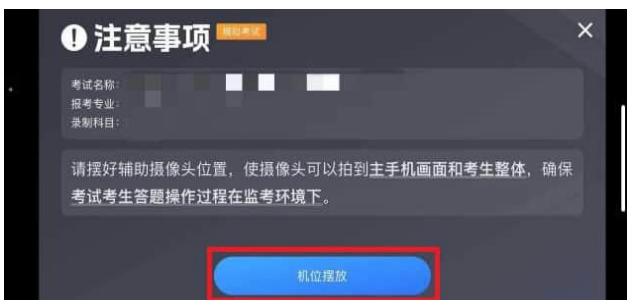 注意事项 模拟考试
考试名称：
报考专业：
录制科目：
请摆好辅助摄像头位置，使摄像头可以拍到主手机画面和考生整体，确保
考试考生答题操作过程在监考环境下。
机位摆放